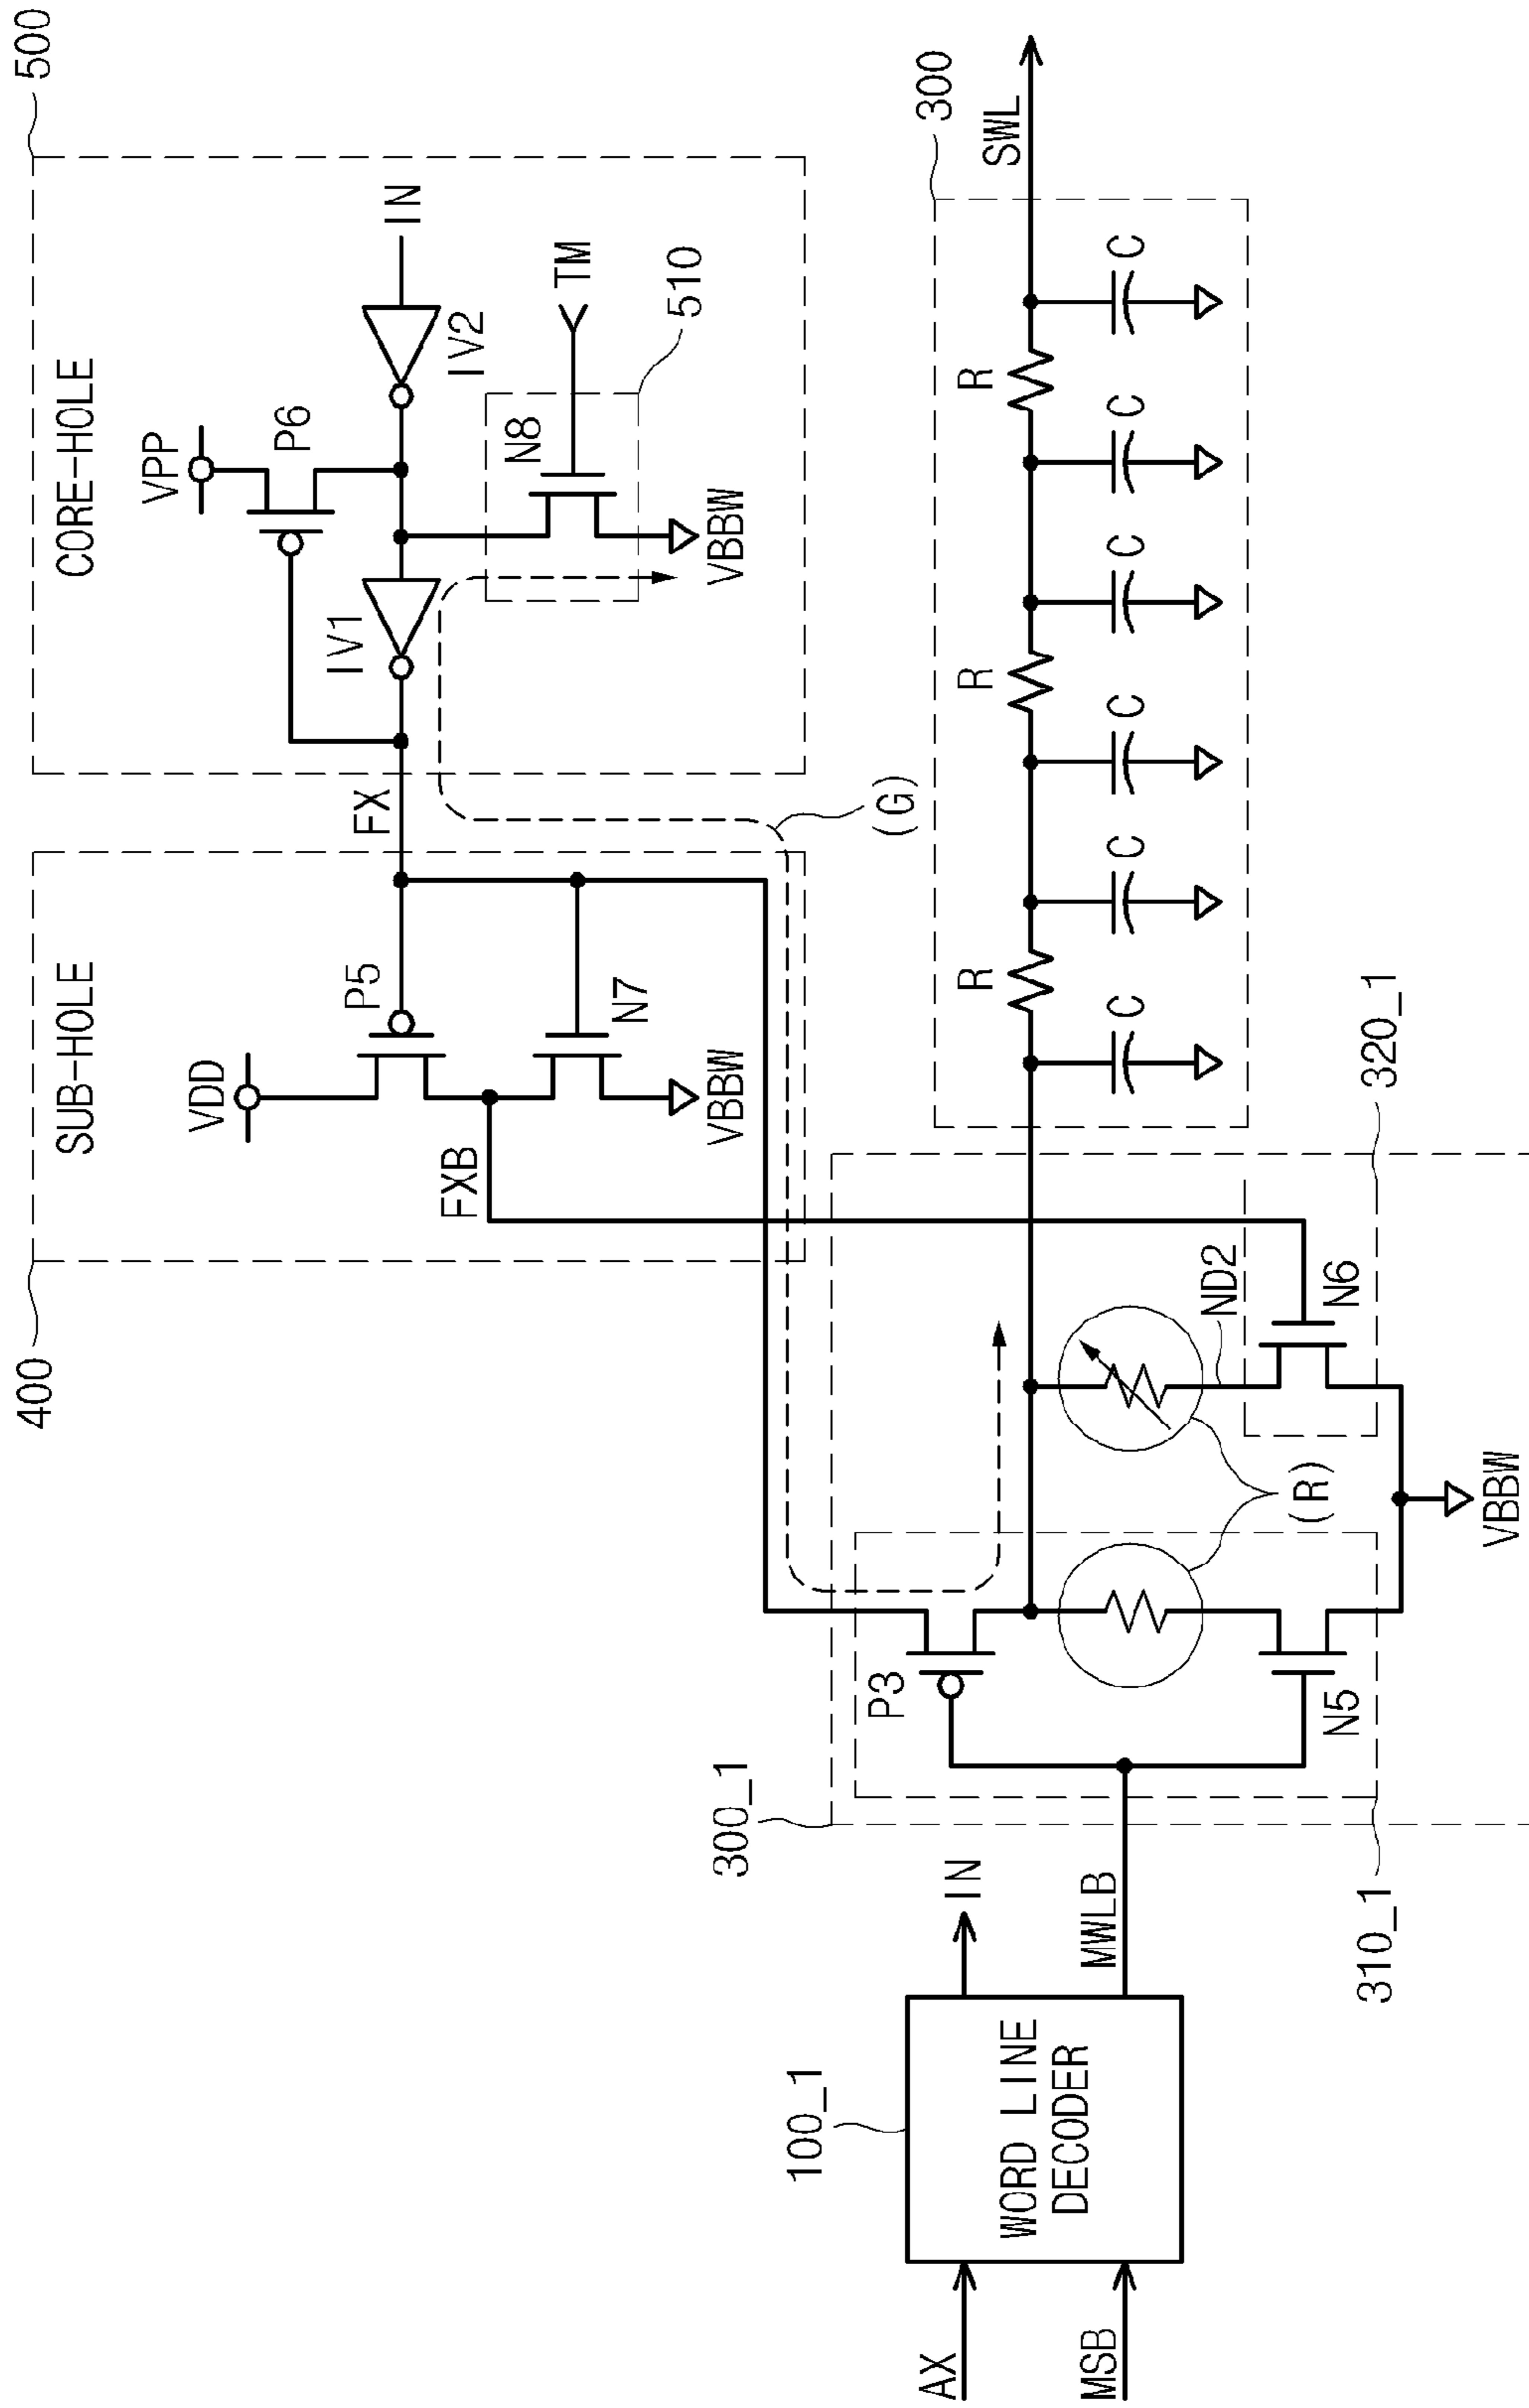 500
CORE-HOLE
VPP
P6
IN
IV2
IV1
N8
TM
510
VBBW
FX
400
SUB-HOLE
VDD
P5
N7
VBBW
FXB
(G)
300
SWL
R
R
R
C
C
C
C
C
C
300_1
P3
N5
310_1
(R)
ND2
N6
320_1
VBBW
100_1
WORD LINE
DECODER
AX
MSB
IN
MWLB